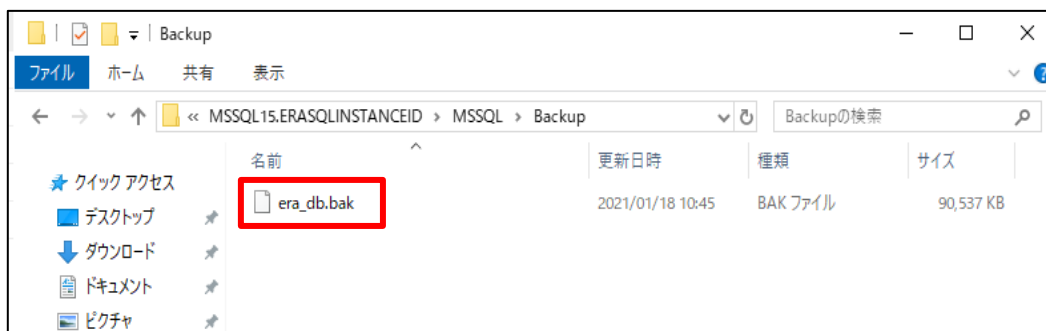 Backup
ファイル ホーム 共有 表示
« MSSQL15.ERASQLINSTANCEID > MSSQL > Backup Backupの検索
名前 更新日時 種類 サイズ
クイック アクセス
era_db.bak 2021/01/18 10:45 BAK ファイル 90,537 KB
デスクトップ
ダウンロード
ドキュメント
ピクチャ